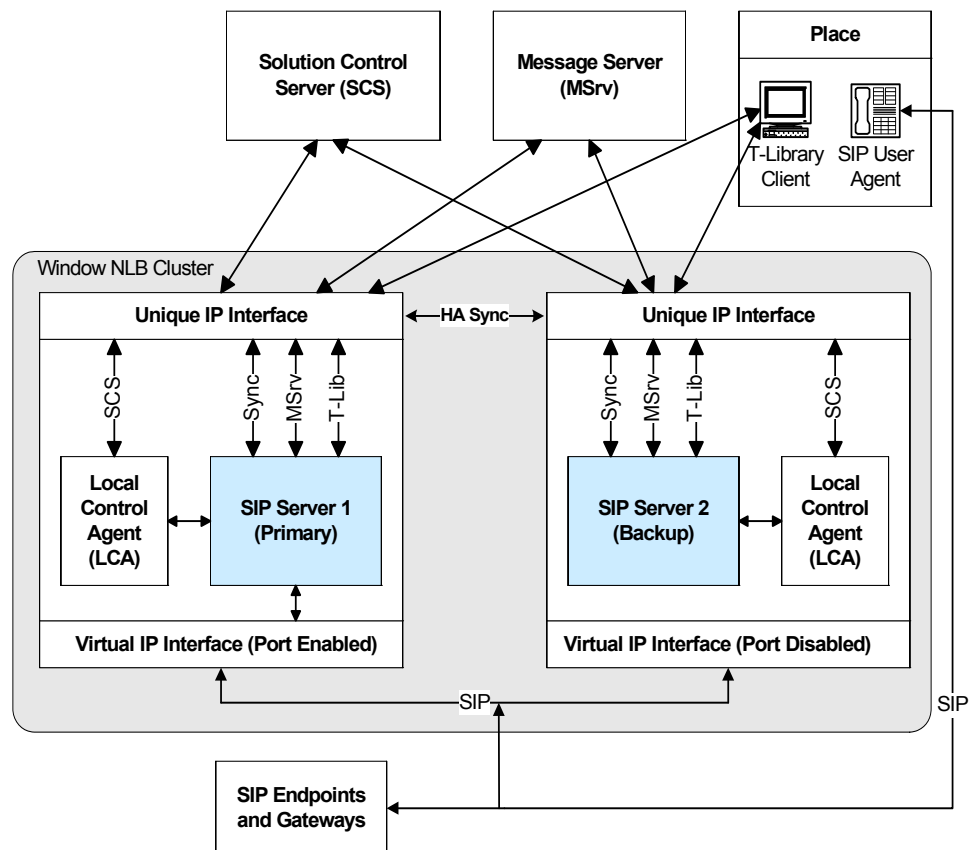 Solution Control
Server (SCS)
Message Server
(MSrv)
Place
T-Library
Client
SIP User
Agent
Window NLB Cluster
Unique IP Interface
HA Sync
Unique IP Interface
SCS
Sync
MSrv
T-Lib
Sync
MSrv
T-Lib
SCS
Local
Control
Agent
(LCA)
SIP Server 1
(Primary)
SIP Server 2
(Backup)
Local
Control
Agent
(LCA)
Virtual IP Interface (Port Enabled)
Virtual IP Interface (Port Disabled)
SIP
SIP
SIP Endpoints
and Gateways